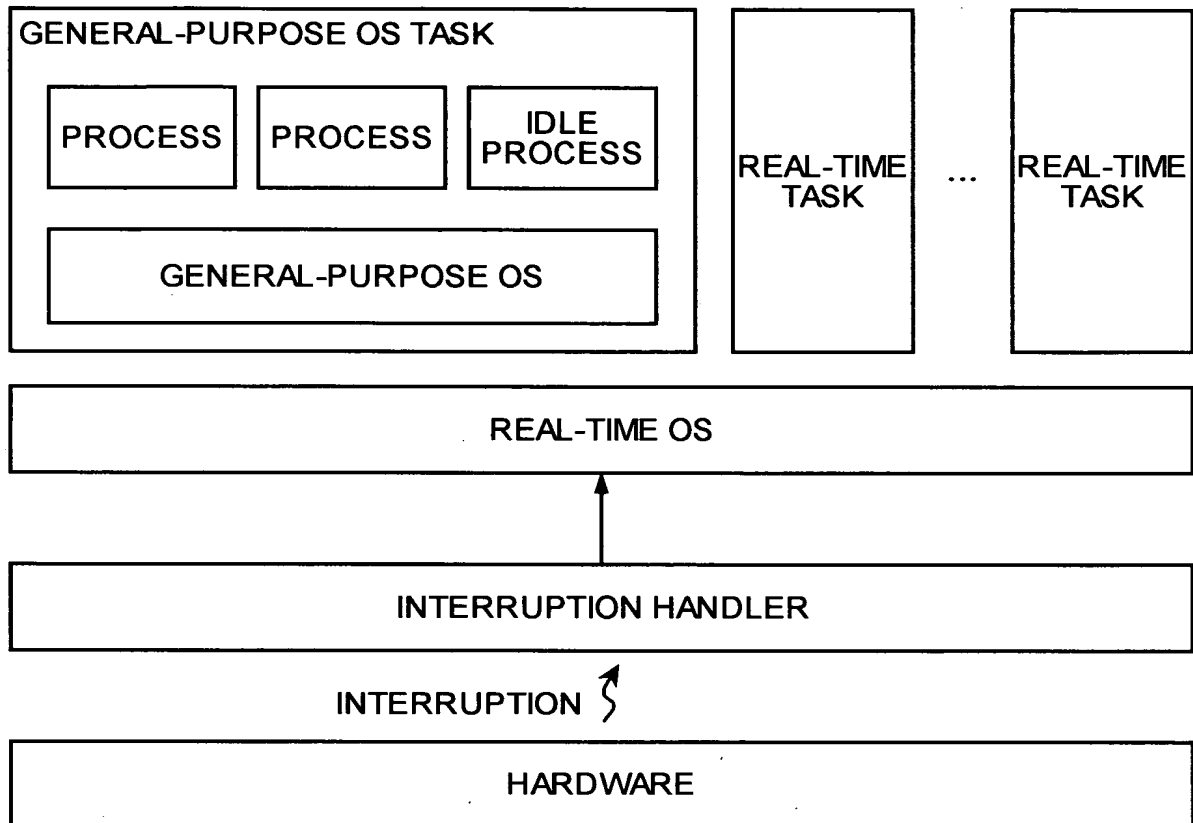 GENERAL-PURPOSE OS TASK
PROCESS
PROCESS
IDLE
PROCESS
GENERAL-PURPOSE OS
REAL-TIME
TASK
...
REAL-TIME
TASK
REAL-TIME OS
INTERRUPTION HANDLER
INTERRUPTION
HARDWARE